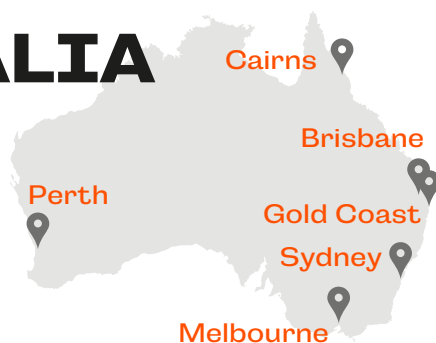 ALIA
Cairns
Brisbane
Perth
Gold Coast
Sydney
Melbourne